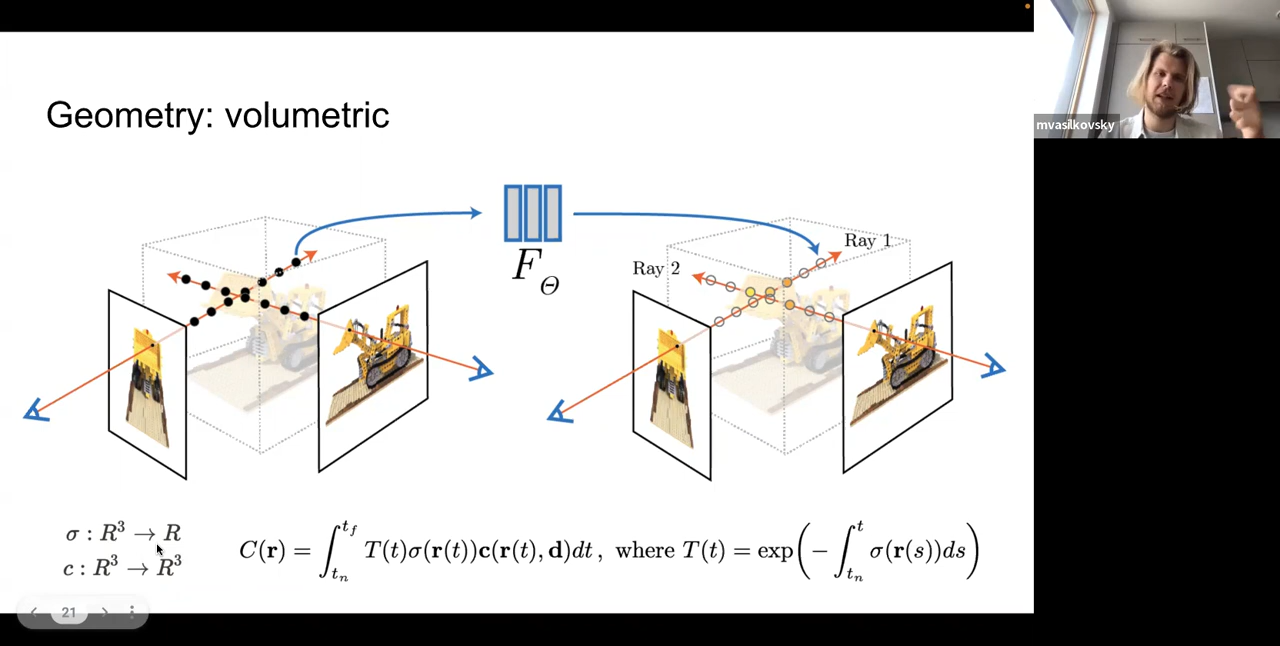 mvasilkovsky
Geometry: volumetric
F_Θ
Ray 1
Ray 2
σ : R³ → R
c : R³ → R³
C(r) = ∫_{t_n}^{t_f} T(t)σ(r(t))c(r(t), d)dt , where T(t) = exp(−∫_{t_n}^{t} σ(r(s))ds)
21